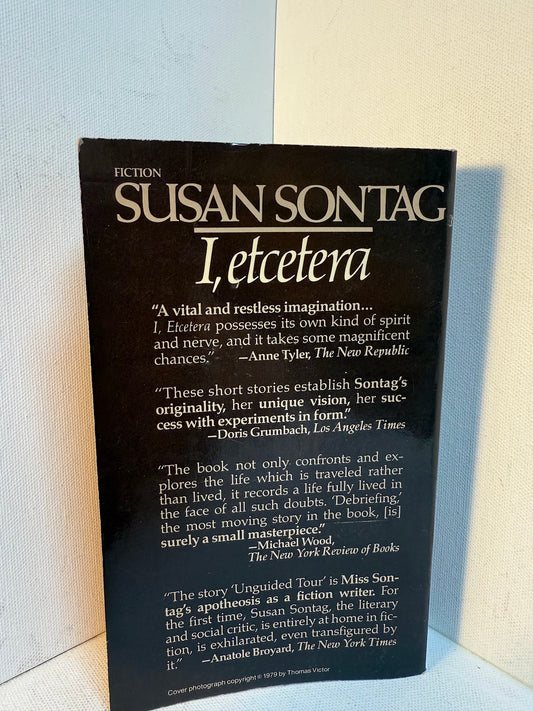 FICTION
SUSAN SONTAG
I, etcetera
“A vital and restless imagination...
I, Etcetera possesses its own kind of spirit
and nerve, and it takes some magnificent
chances.” —Anne Tyler, The New Republic
“These short stories establish Sontag's
originality, her unique vision, her suc-
cess with experiments in form.”
—Doris Grumbach, Los Angeles Times
“The book not only confronts and ex-
plores the life which is traveled rather
than lived, it records a life fully lived in
the face of all such doubts. ‘Debriefing,’
the most moving story in the book, [is]
surely a small masterpiece.”
—Michael Wood,
The New York Review of Books
“The story ‘Unguided Tour’ is Miss Son-
tag's apotheosis as a fiction writer. For
the first time, Susan Sontag, the literary
and social critic, is entirely at home in fic-
tion, is exhilarated, even transfigured by
it.” —Anatole Broyard, The New York Times
Cover photograph copyright © 1979 by Thomas Victor